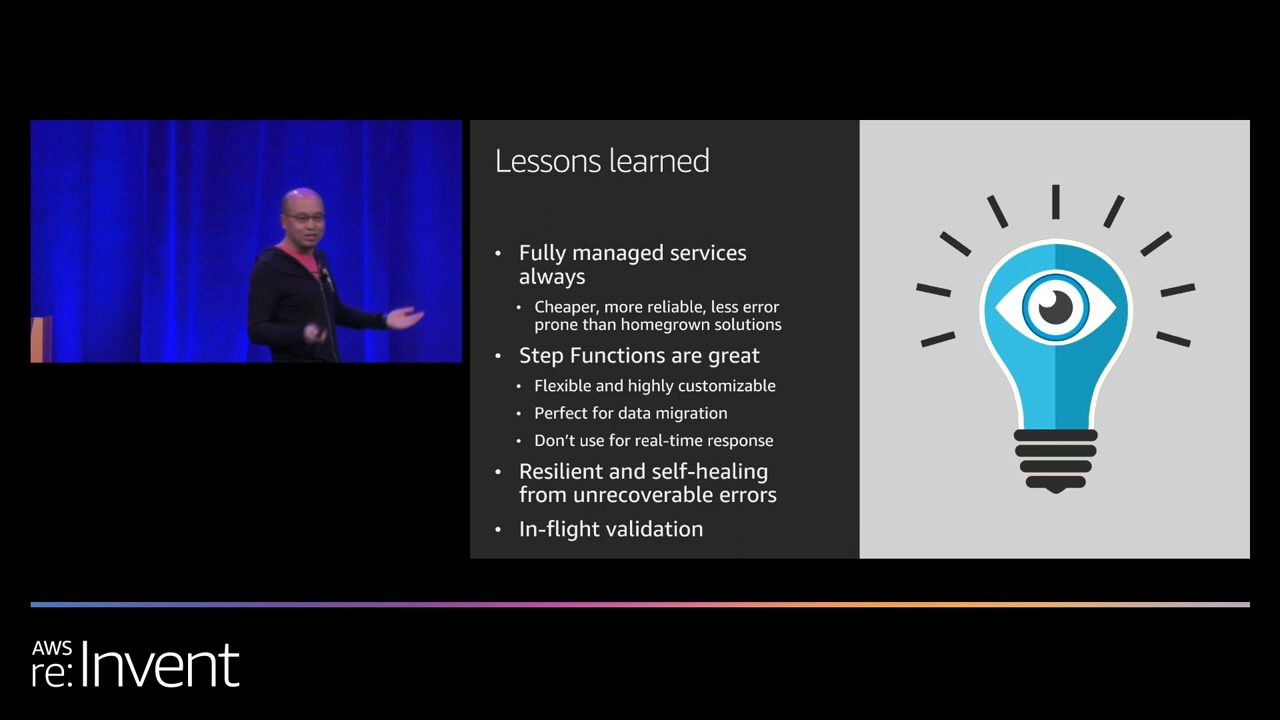 Lessons learned
• Fully managed services
always
• Cheaper, more reliable, less error
prone than homegrown solutions
• Step Functions are great
• Flexible and highly customizable
• Perfect for data migration
• Don’t use for real-time response
• Resilient and self-healing
from unrecoverable errors
• In-flight validation
AWS
re:Invent